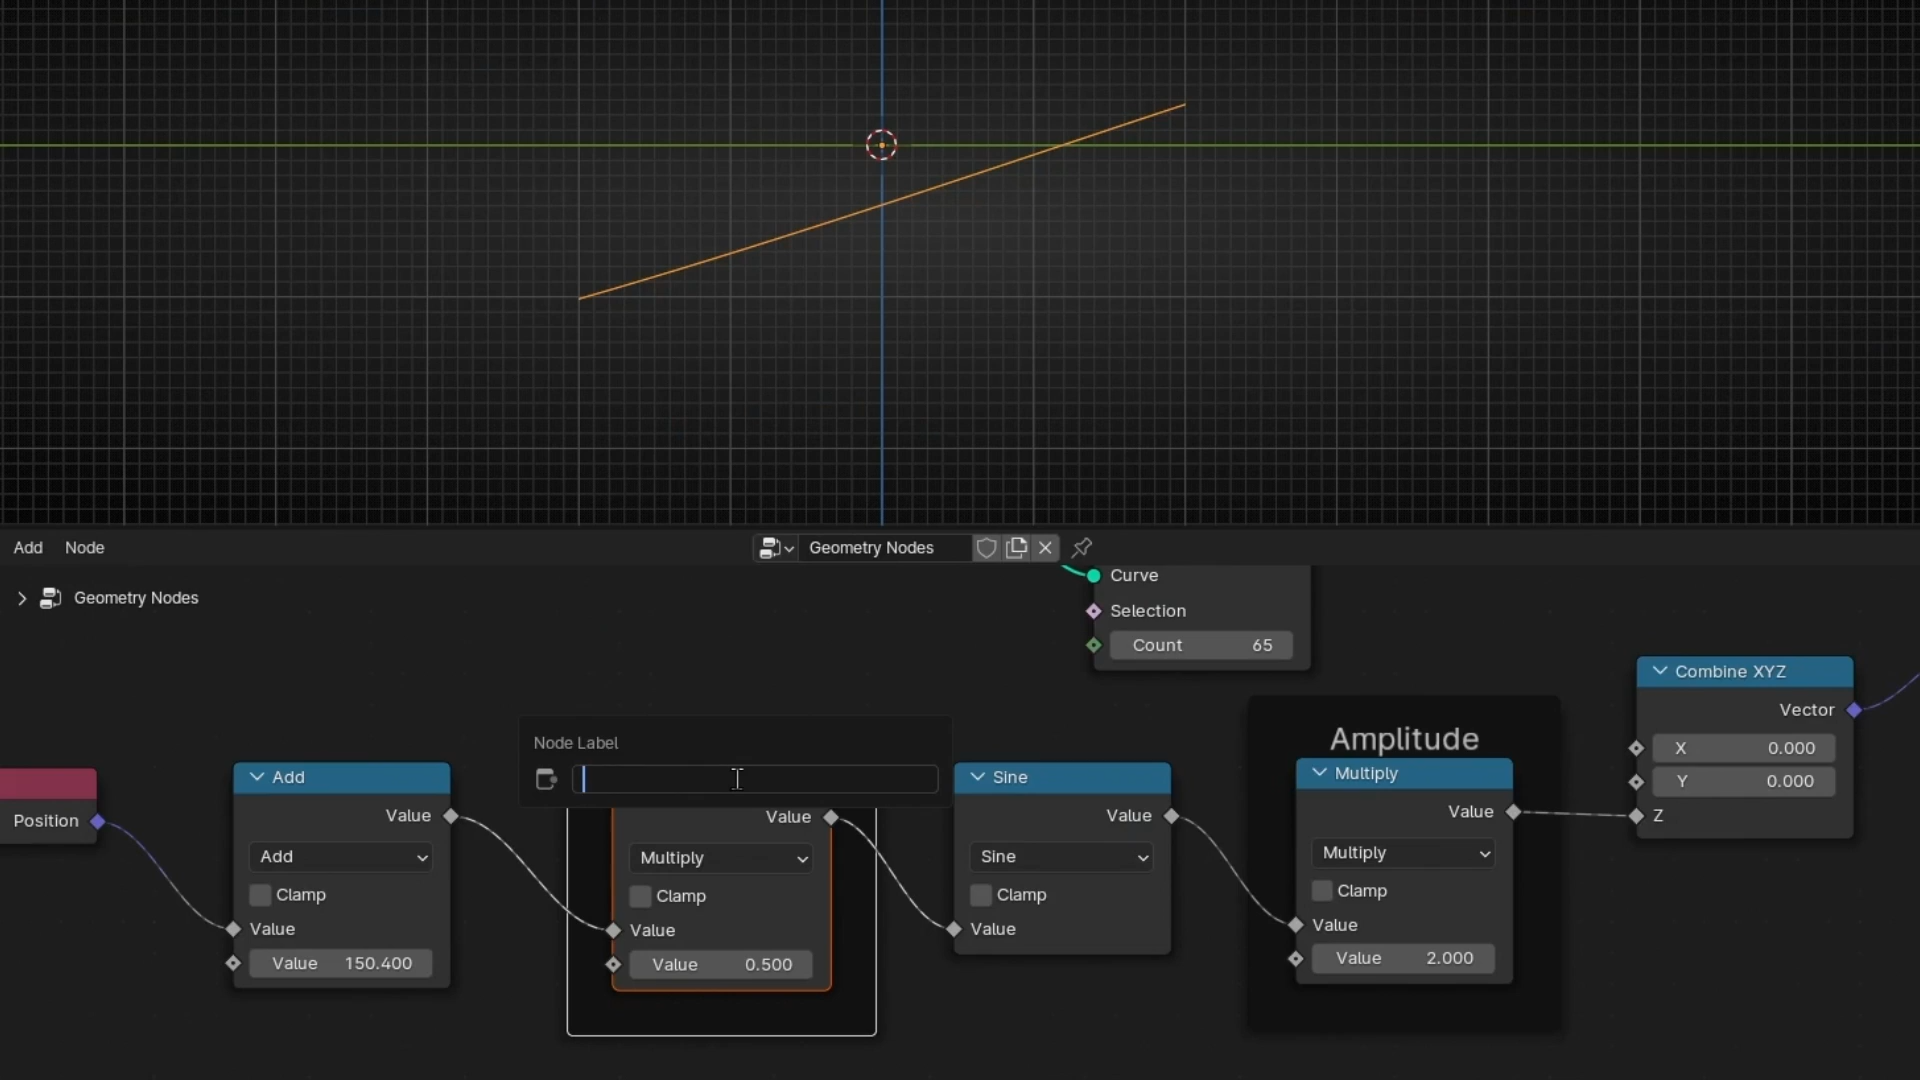 Add Node
Geometry Nodes
Geometry Nodes
Curve
Selection
Count 65
Combine XYZ
Vector
X 0.000
Y 0.000
Z
Position
Add
Value
Add
Clamp
Value
Value 150.400
Node Label
Value
Multiply
Clamp
Value
Value 0.500
Sine
Value
Sine
Clamp
Value
Amplitude
Multiply
Value
Multiply
Clamp
Value
Value 2.000